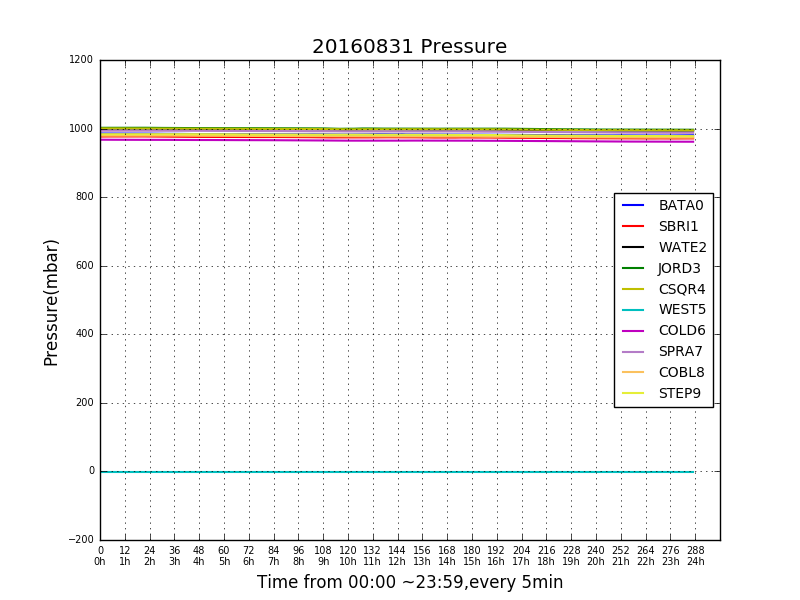 20160831 Pressure
1200
1000
800
600
400
200
0
−200
Pressure(mbar)
BATA0
SBRI1
WATE2
JORD3
CSQR4
WEST5
COLD6
SPRA7
COBL8
STEP9
0 12 24 36 48 60 72 84 96 108 120 132 144 156 168 180 192 204 216 228 240 252 264 276 288
0h 1h 2h 3h 4h 5h 6h 7h 8h 9h 10h 11h 12h 13h 14h 15h 16h 17h 18h 19h 20h 21h 22h 23h 24h
Time from 00:00 ~23:59,every 5min